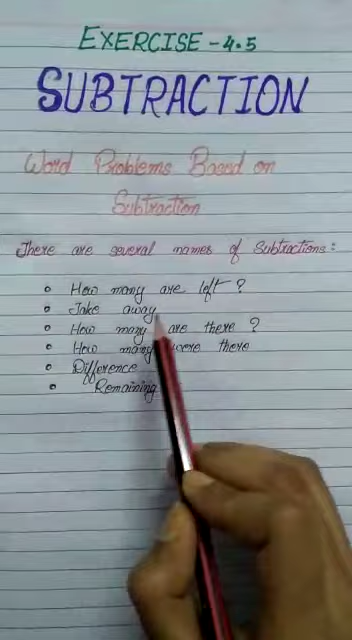 EXERCISE - 4.5
SUBTRACTION
Word Problems Based on
Subtraction
There are several names of Subtractions:
• How many are left?
• Take away
• How many are there?
• How many were there
• Difference
• Remaining